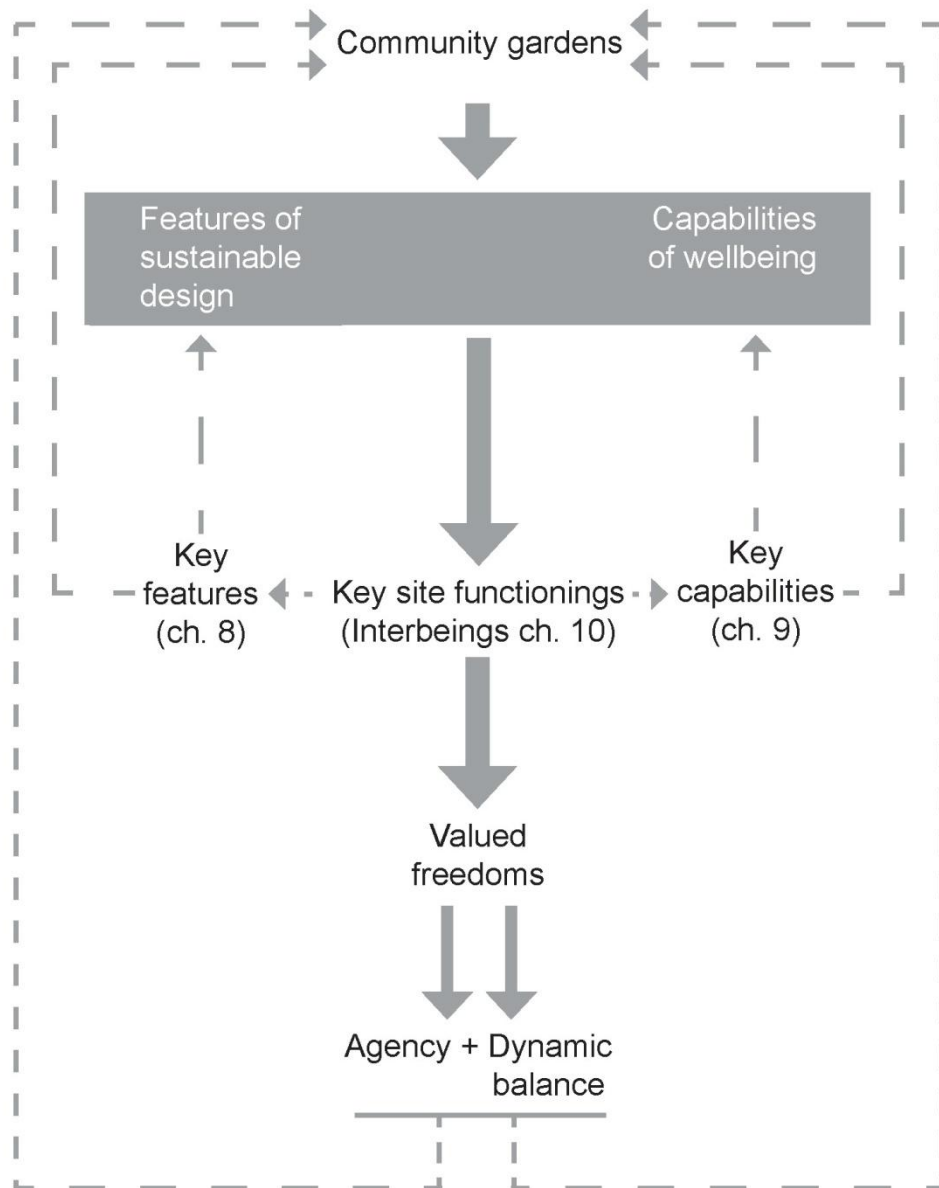 Community gardens
Features of
sustainable
design
Capabilities
of wellbeing
Key
features
(ch. 8)
Key site functionings
(Interbeings ch. 10)
Key
capabilities
(ch. 9)
Valued
freedoms
Agency + Dynamic
balance